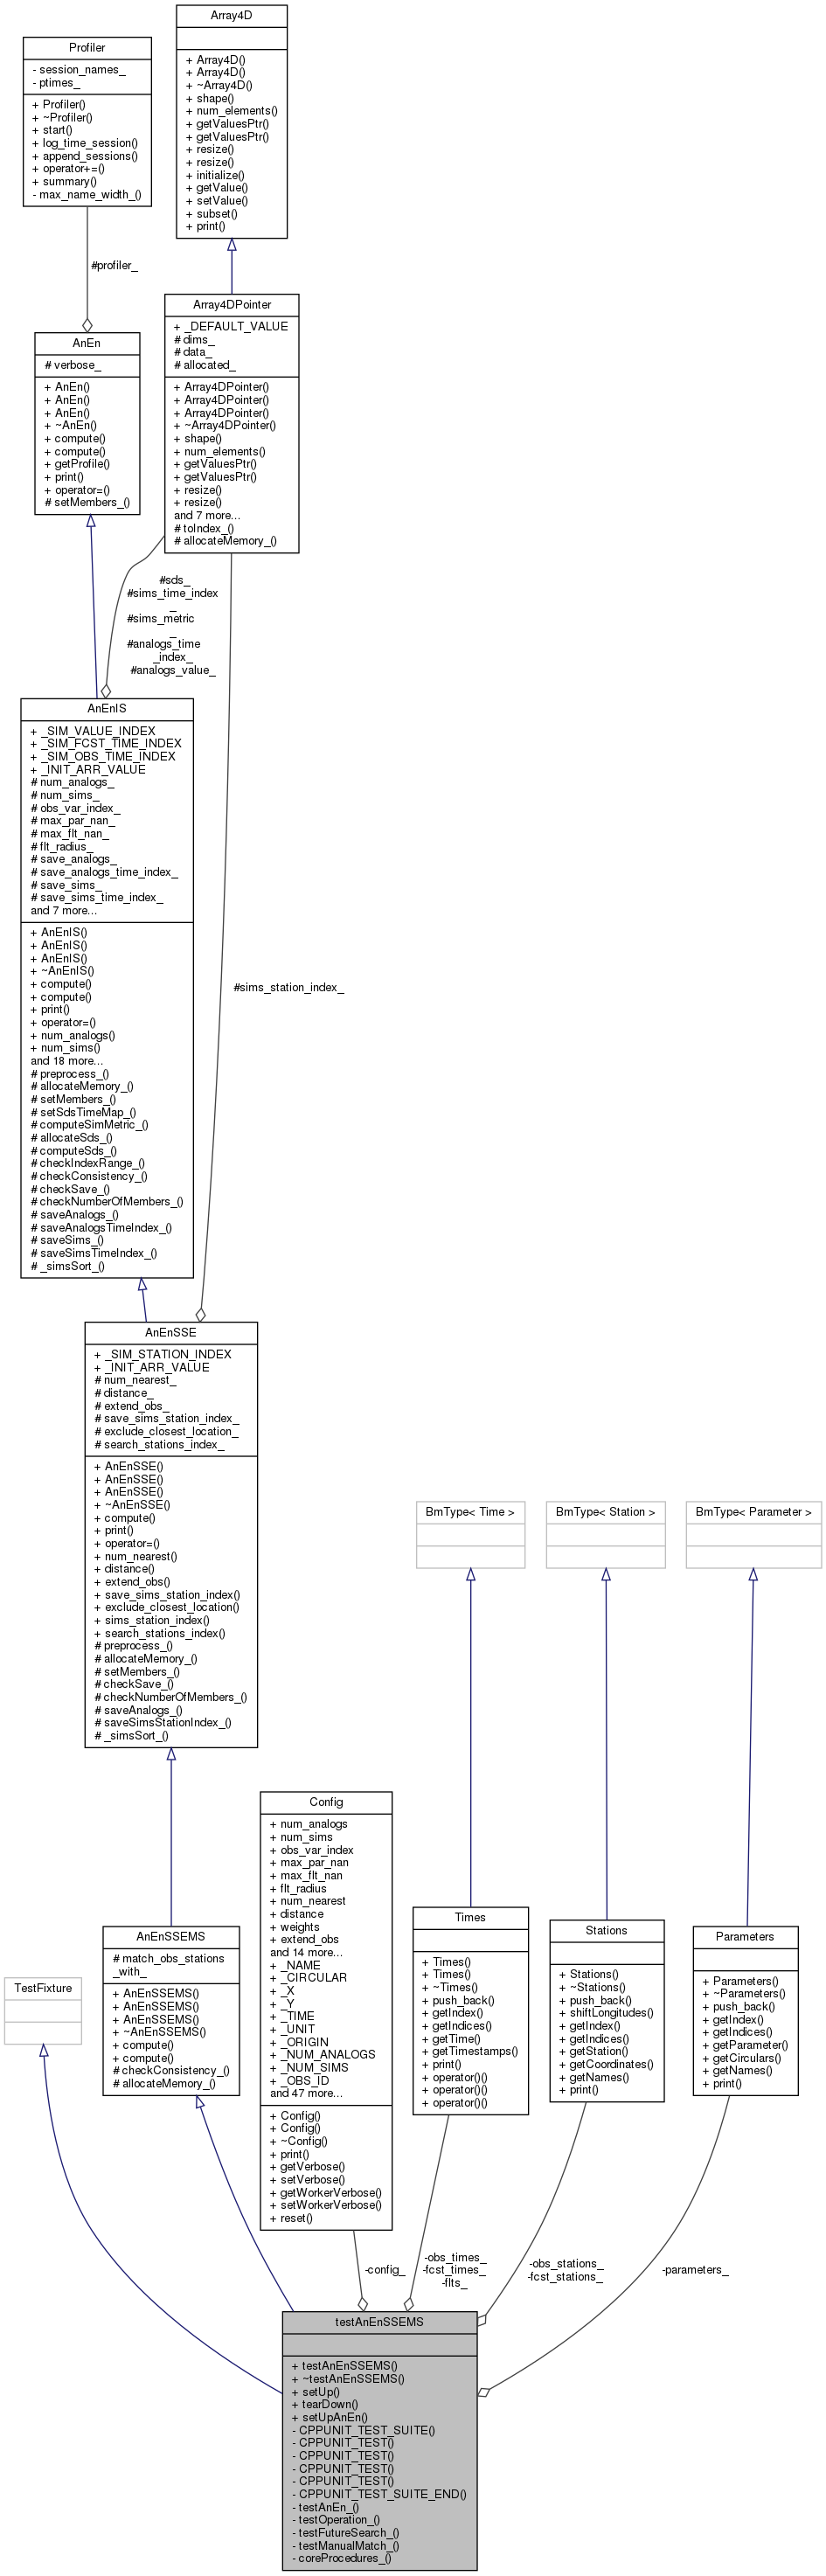 Array4D
+ Array4D()
+ Array4D()
+ ~Array4D()
+ shape()
+ num_elements()
+ getValuesPtr()
+ getValuesPtr()
+ resize()
+ resize()
+ initialize()
+ getValue()
+ setValue()
+ subset()
+ print()
Profiler
- session_names_
- ptimes_
+ Profiler()
+ ~Profiler()
+ start()
+ log_time_session()
+ append_sessions()
+ operator+=()
+ summary()
- max_name_width_()
#profiler_
Array4DPointer
+ _DEFAULT_VALUE
# dims_
# data_
# allocated_
+ Array4DPointer()
+ Array4DPointer()
+ Array4DPointer()
+ ~Array4DPointer()
+ shape()
+ num_elements()
+ getValuesPtr()
+ getValuesPtr()
+ resize()
+ resize()
and 7 more...
# toIndex_()
# allocateMemory_()
AnEn
# verbose_
+ AnEn()
+ AnEn()
+ AnEn()
+ ~AnEn()
+ compute()
+ compute()
+ getProfile()
+ print()
+ operator=()
# setMembers_()
#sds_
#sims_time_index
_
#sims_metric
_
#analogs_time
_index_
#analogs_value_
AnEnIS
+ _SIM_VALUE_INDEX
+ _SIM_FCST_TIME_INDEX
+ _SIM_OBS_TIME_INDEX
+ _INIT_ARR_VALUE
# num_analogs_
# num_sims_
# obs_var_index_
# max_par_nan_
# max_flt_nan_
# flt_radius_
# save_analogs_
# save_analogs_time_index_
# save_sims_
# save_sims_time_index_
and 7 more...
+ AnEnIS()
+ AnEnIS()
+ AnEnIS()
+ ~AnEnIS()
+ compute()
+ compute()
+ print()
+ operator=()
+ num_analogs()
+ num_sims()
and 18 more...
# preprocess_()
# allocateMemory_()
# setMembers_()
# setSdsTimeMap_()
# computeSimMetric_()
# allocateSds_()
# computeSds_()
# checkIndexRange_()
# checkConsistency_()
# checkSave_()
# checkNumberOfMembers_()
# saveAnalogs_()
# saveAnalogsTimeIndex_()
# saveSims_()
# saveSimsTimeIndex_()
# _simsSort_()
#sims_station_index_
AnEnSSE
+ _SIM_STATION_INDEX
+ _INIT_ARR_VALUE
# num_nearest_
# distance_
# extend_obs_
# save_sims_station_index_
# exclude_closest_location_
# search_stations_index_
+ AnEnSSE()
+ AnEnSSE()
+ AnEnSSE()
+ ~AnEnSSE()
+ compute()
+ print()
+ operator=()
+ num_nearest()
+ distance()
+ extend_obs()
+ save_sims_station_index()
+ exclude_closest_location()
+ sims_station_index()
+ search_stations_index()
# preprocess_()
# allocateMemory_()
# setMembers_()
# checkSave_()
# checkNumberOfMembers_()
# saveAnalogs_()
# saveSimsStationIndex_()
# _simsSort_()
BmType< Time >
BmType< Station >
BmType< Parameter >
Config
+ num_analogs
+ num_sims
+ obs_var_index
+ max_par_nan
+ max_flt_nan
+ flt_radius
+ num_nearest
+ distance
+ weights
+ extend_obs
and 14 more...
+ _NAME
+ _CIRCULAR
+ _X
+ _Y
+ _TIME
+ _UNIT
+ _ORIGIN
+ _NUM_ANALOGS
+ _NUM_SIMS
+ _OBS_ID
and 47 more...
+ Config()
+ Config()
+ ~Config()
+ print()
+ getVerbose()
+ setVerbose()
+ getWorkerVerbose()
+ setWorkerVerbose()
+ reset()
Times
+ Times()
+ Times()
+ ~Times()
+ push_back()
+ getIndex()
+ getIndices()
+ getTime()
+ getTimestamps()
+ print()
+ operator()()
+ operator()()
+ operator()()
Stations
+ Stations()
+ ~Stations()
+ push_back()
+ shiftLongitudes()
+ getIndex()
+ getIndices()
+ getStation()
+ getCoordinates()
+ getNames()
+ print()
Parameters
+ Parameters()
+ ~Parameters()
+ push_back()
+ getIndex()
+ getIndices()
+ getParameter()
+ getCirculars()
+ getNames()
+ print()
AnEnSSEMS
# match_obs_stations
_with_
+ AnEnSSEMS()
+ AnEnSSEMS()
+ AnEnSSEMS()
+ ~AnEnSSEMS()
+ compute()
+ compute()
# checkConsistency_()
# allocateMemory_()
TestFixture
-config_
-obs_times_
-fcst_times_
-flts_
-obs_stations_
-fcst_stations_
-parameters_
testAnEnSSEMS
+ testAnEnSSEMS()
+ ~testAnEnSSEMS()
+ setUp()
+ tearDown()
+ setUpAnEn()
- CPPUNIT_TEST_SUITE()
- CPPUNIT_TEST()
- CPPUNIT_TEST()
- CPPUNIT_TEST()
- CPPUNIT_TEST()
- CPPUNIT_TEST_SUITE_END()
- testAnEn_()
- testOperation_()
- testFutureSearch_()
- testManualMatch_()
- coreProcedures_()